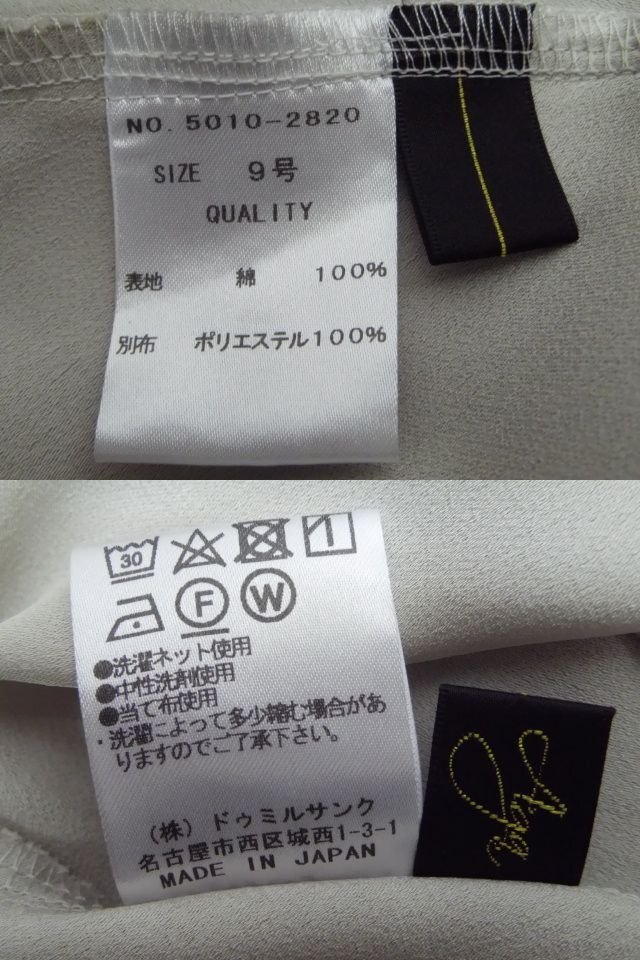 NO. 5010-2820
SIZE 9号
QUALITY
表地 綿 100%
別布 ポリエステル100%
30
F W
●洗濯ネット使用
●中性洗剤使用
●当て布使用
・洗濯によって多少縮む場合があ
りますのでご了承下さい。
(株) ドゥミルサンク
名古屋市西区城西1-3-1
MADE IN JAPAN